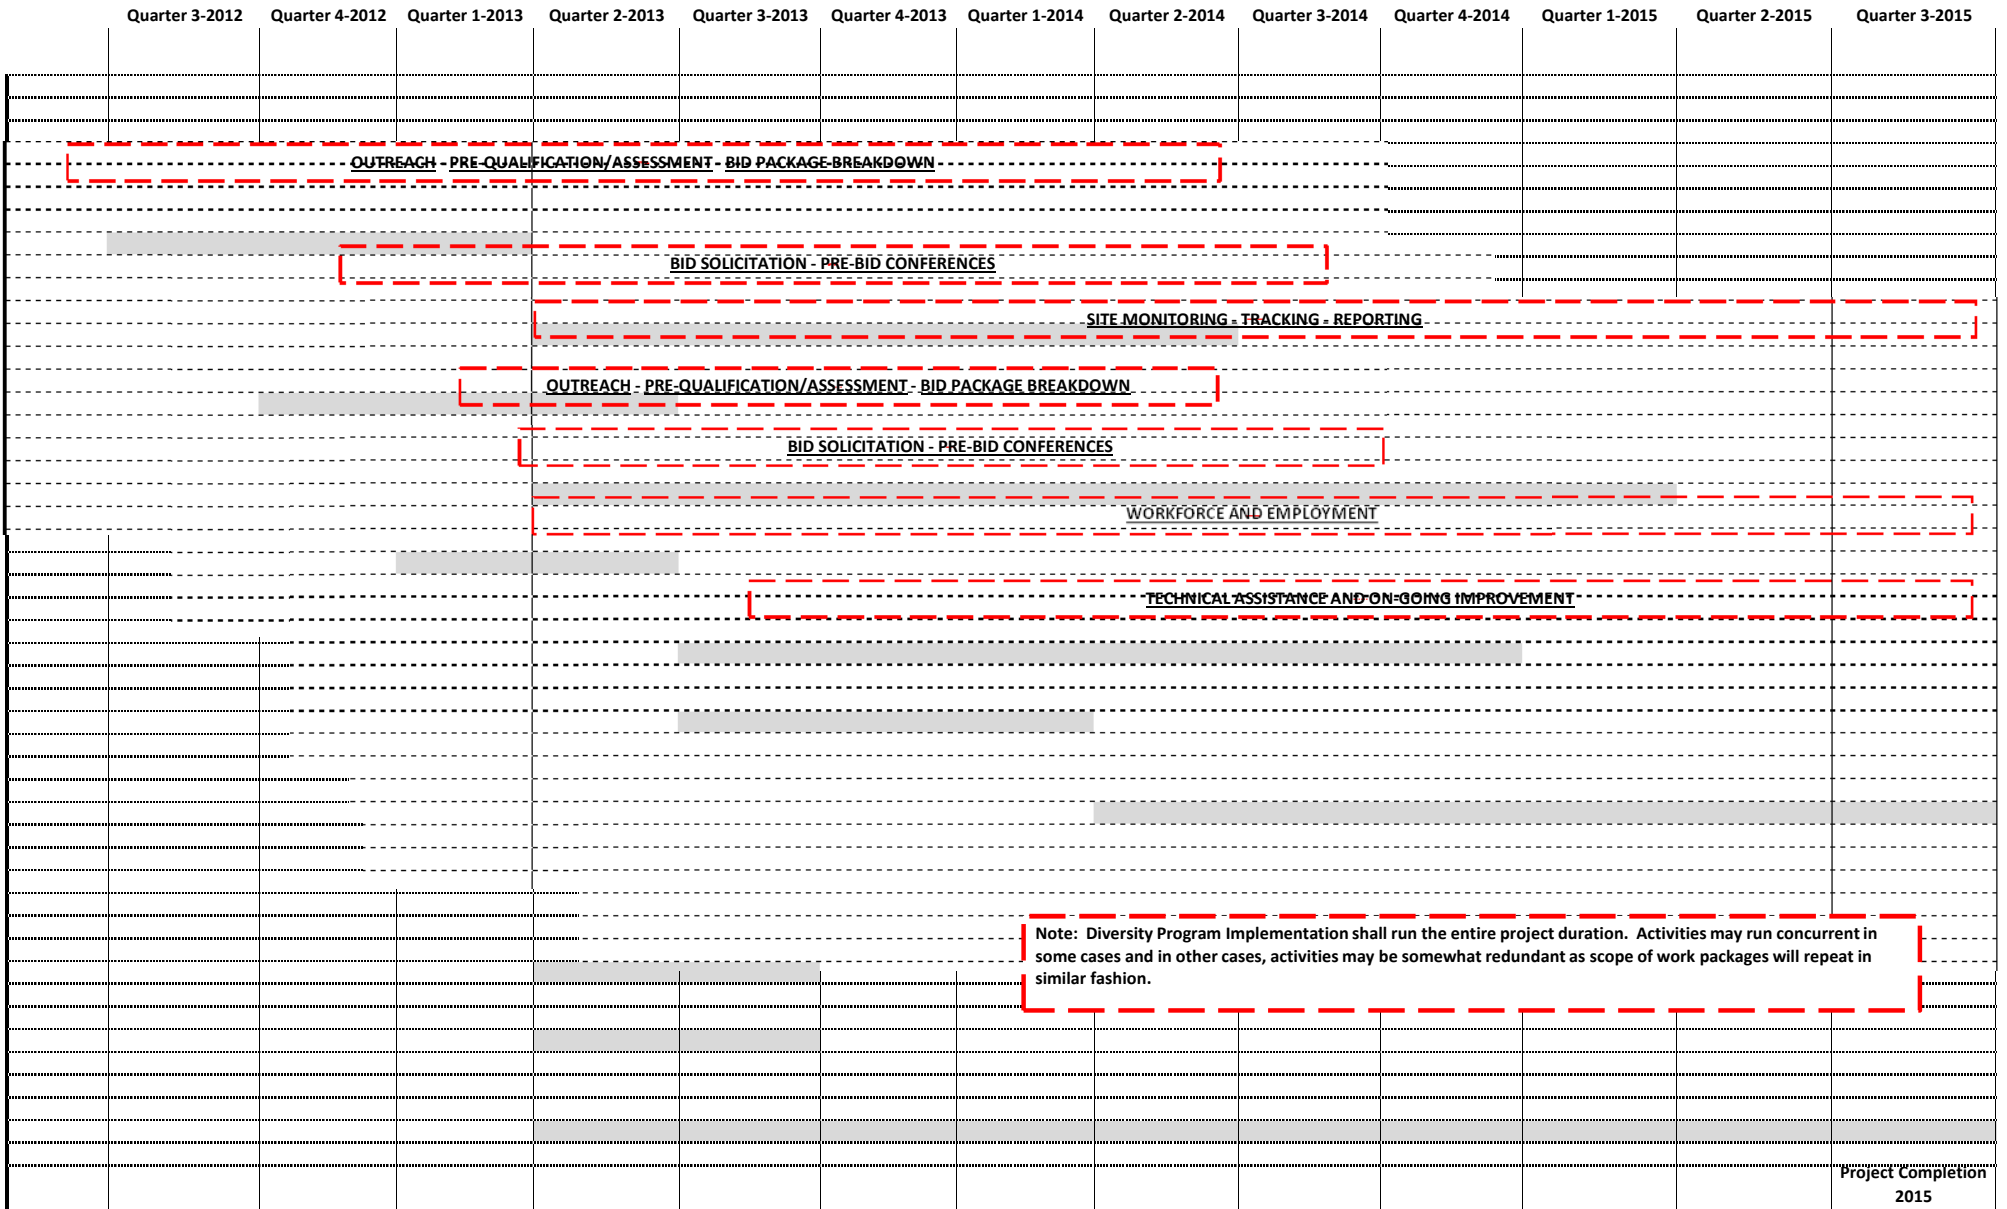 Quarter 3-2012 Quarter 4-2012 Quarter 1-2013 Quarter 2-2013 Quarter 3-2013 Quarter 4-2013 Quarter 1-2014 Quarter 2-2014 Quarter 3-2014 Quarter 4-2014 Quarter 1-2015 Quarter 2-2015 Quarter 3-2015
OUTREACH - PRE-QUALIFICATION/ASSESSMENT - BID PACKAGE BREAKDOWN
BID SOLICITATION - PRE-BID CONFERENCES
SITE MONITORING - TRACKING - REPORTING
OUTREACH - PRE-QUALIFICATION/ASSESSMENT - BID PACKAGE BREAKDOWN
BID SOLICITATION - PRE-BID CONFERENCES
WORKFORCE AND EMPLOYMENT
TECHNICAL ASSISTANCE AND ON-GOING IMPROVEMENT
Note: Diversity Program Implementation shall run the entire project duration. Activities may run concurrent in
some cases and in other cases, activities may be somewhat redundant as scope of work packages will repeat in
similar fashion.
Project Completion
2015